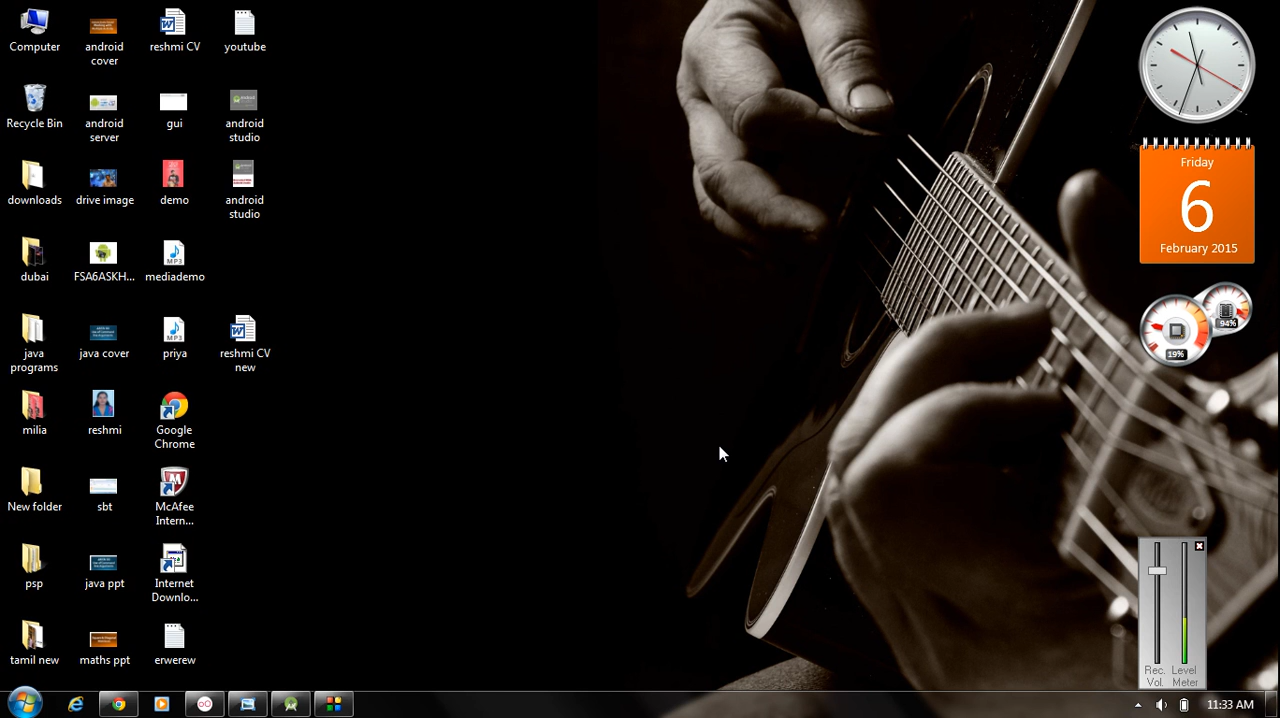 Computer
android
cover
reshmi CV
youtube
Recycle Bin
android
server
gui
android
studio
downloads
drive image
demo
android
studio
dubai
FSA6ASKH...
mediademo
java
programs
java cover
priya
reshmi CV
new
milia
reshmi
Google
Chrome
New folder
sbt
McAfee
Intern...
psp
java ppt
Internet
Downlo...
tamil new
maths ppt
erwerew
Friday
6
February 2015
94%
19%
Rec. Level
Vol. Meter
11:33 AM